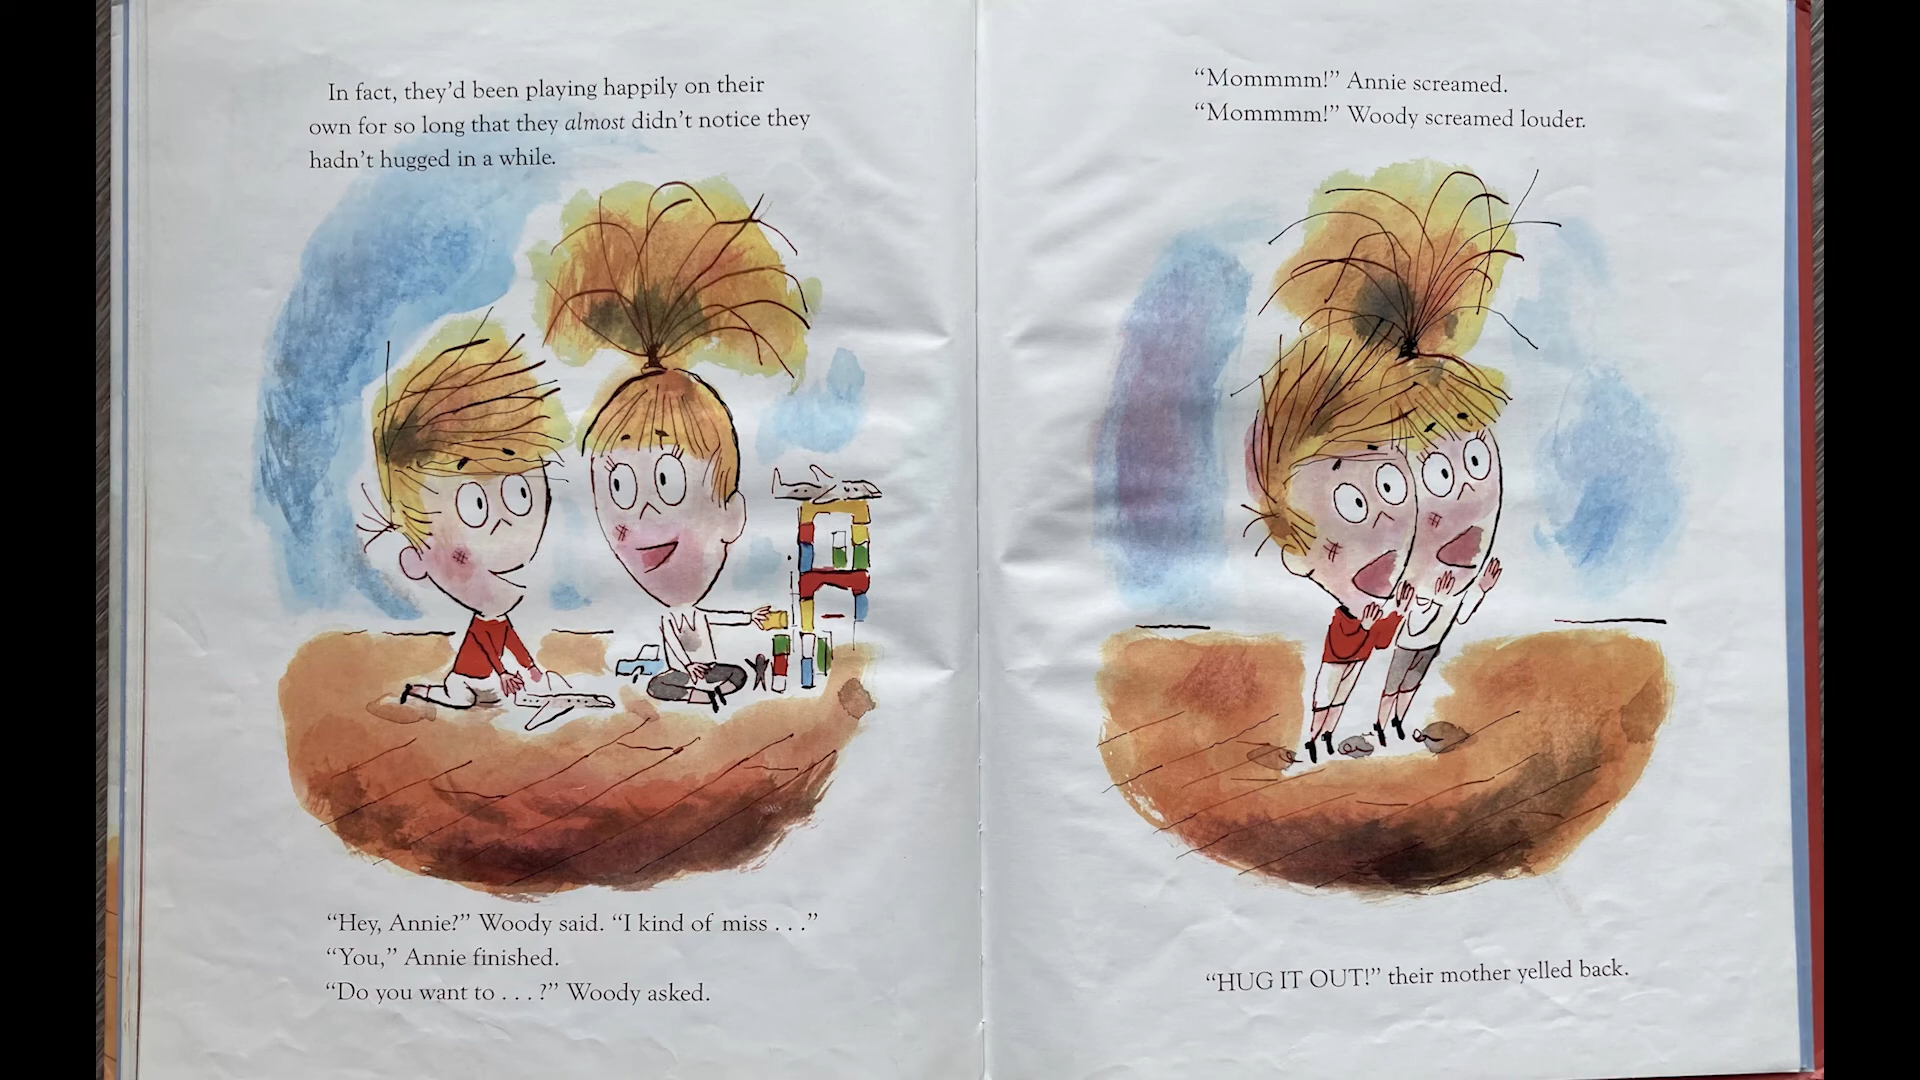 In fact, they'd been playing happily on their
own for so long that they almost didn't notice they
hadn't hugged in a while.
“Hey, Annie?” Woody said. “I kind of miss . . .”
“You,” Annie finished.
“Do you want to . . . ?” Woody asked.
“Mommmm!” Annie screamed.
“Mommmm!” Woody screamed louder.
“HUG IT OUT!” their mother yelled back.